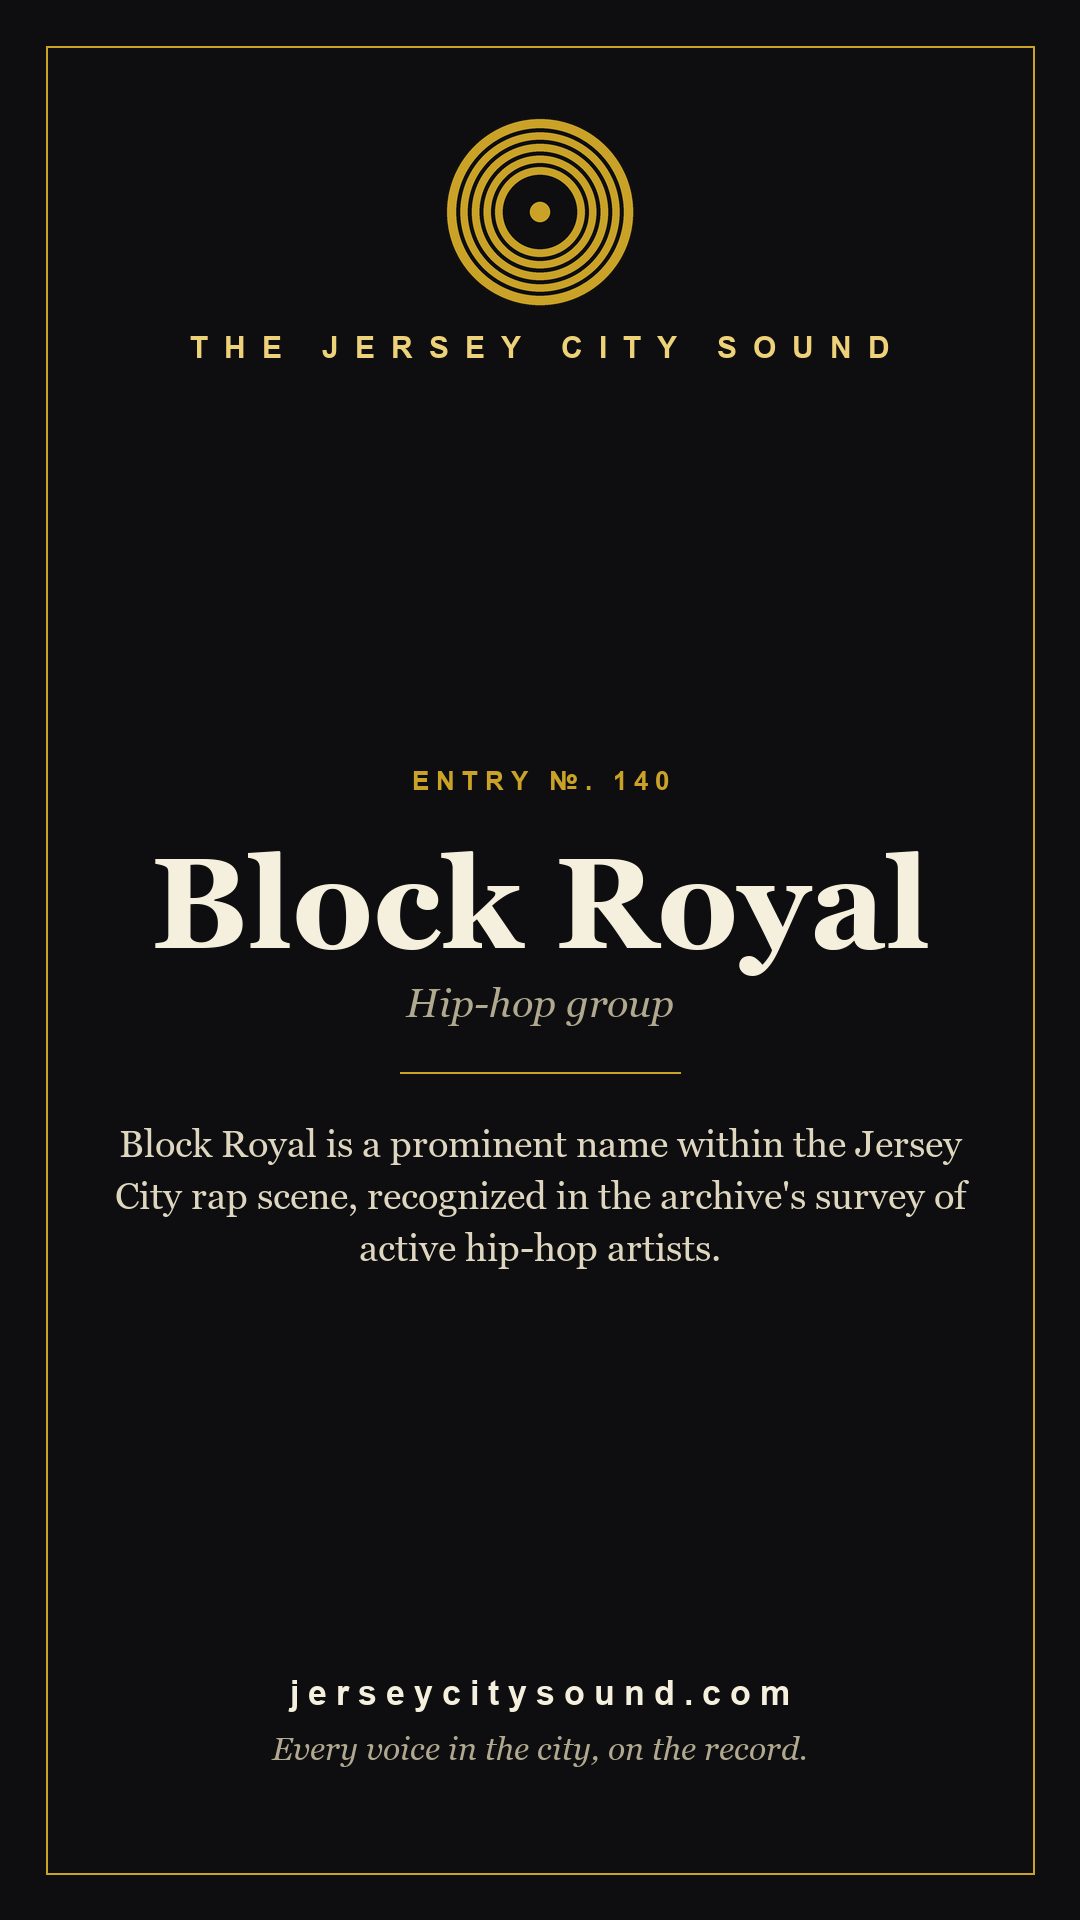 THE JERSEY CITY SOUND
ENTRY №. 140
Block Royal
Hip-hop group
Block Royal is a prominent name within the Jersey
City rap scene, recognized in the archive's survey of
active hip-hop artists.
jerseycitysound.com
Every voice in the city, on the record.